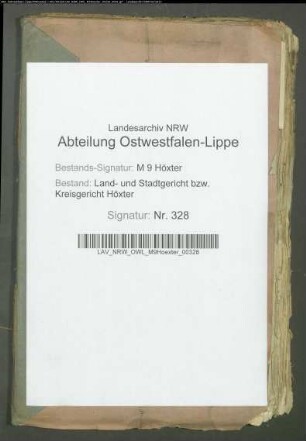 Landesarchiv NRW
Abteilung Ostwestfalen-Lippe
Bestands-Signatur: M 9 Höxter
Bestand: Land- und Stadtgericht bzw.
Kreisgericht Höxter
Signatur: Nr. 328
LAV_NRW_OWL_M9Hoexter_00328